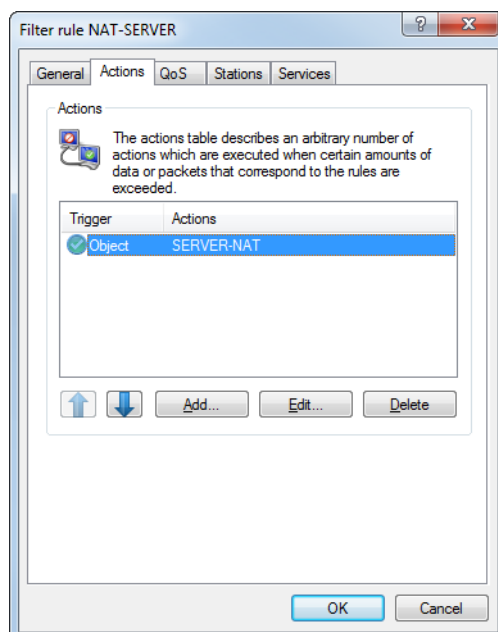 Filter rule NAT-SERVER
General Actions QoS Stations Services
Actions
The actions table describes an arbitrary number of
actions which are executed when certain amounts of
data or packets that correspond to the rules are
exceeded.
Trigger Actions
Object SERVER-NAT
Add... Edit... Delete
OK Cancel